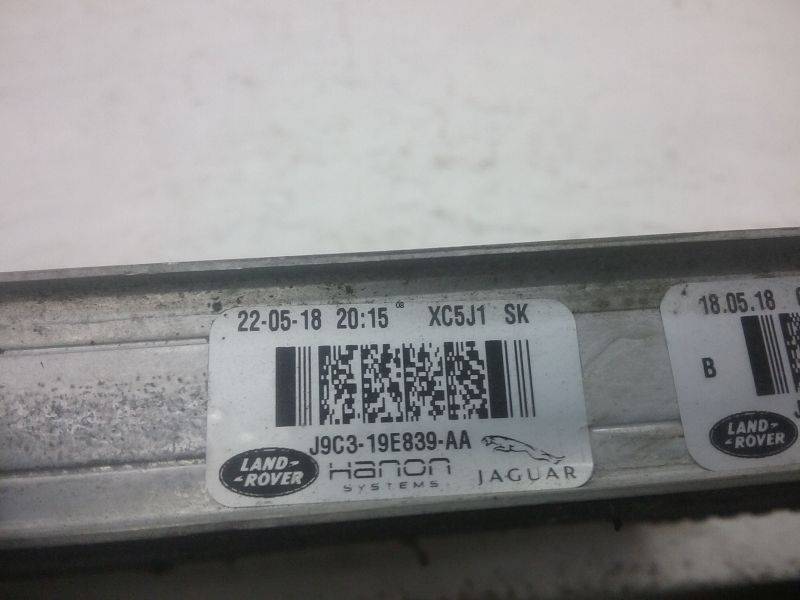 22-05-18 20:15 08 XC5J1 SK
J9C3-19E839-AA
LAND ROVER
Hanon SYSTEMS
JAGUAR
18.05.18
B
LAND ROVER